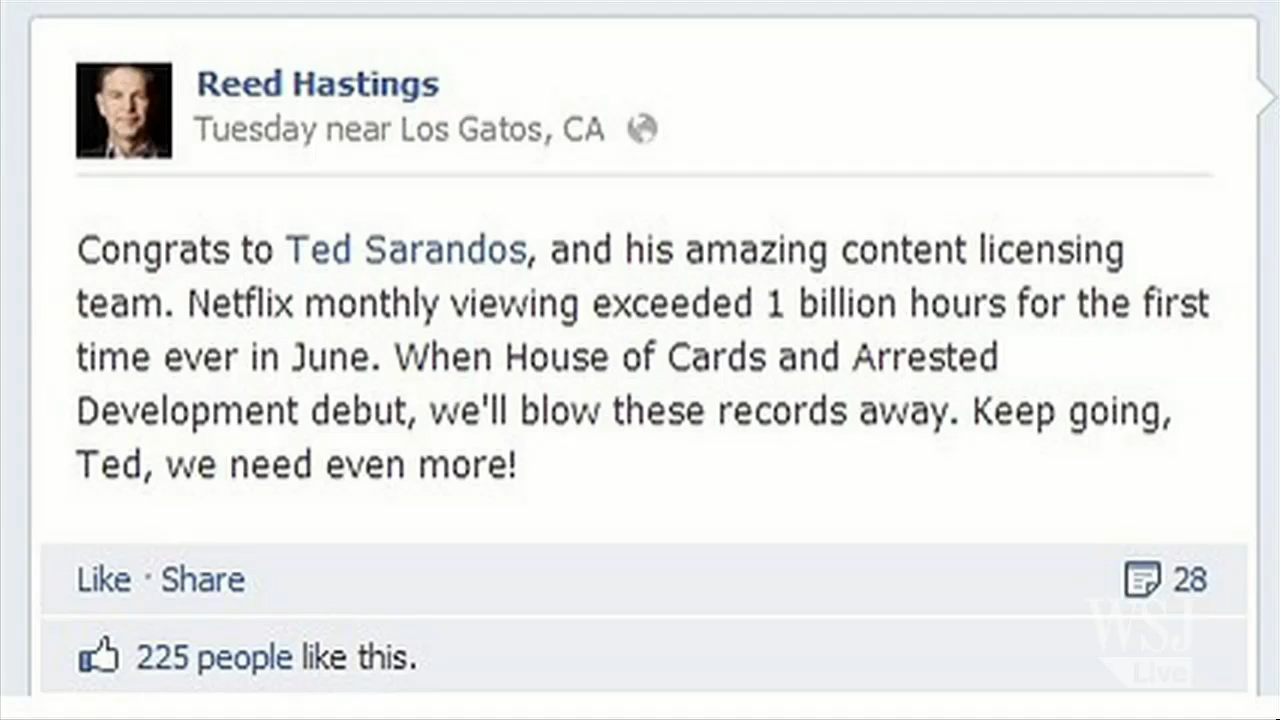 Reed Hastings
Tuesday near Los Gatos, CA
Congrats to Ted Sarandos, and his amazing content licensing
team. Netflix monthly viewing exceeded 1 billion hours for the first
time ever in June. When House of Cards and Arrested
Development debut, we'll blow these records away. Keep going,
Ted, we need even more!
Like · Share 28
225 people like this.
WSJ
Live